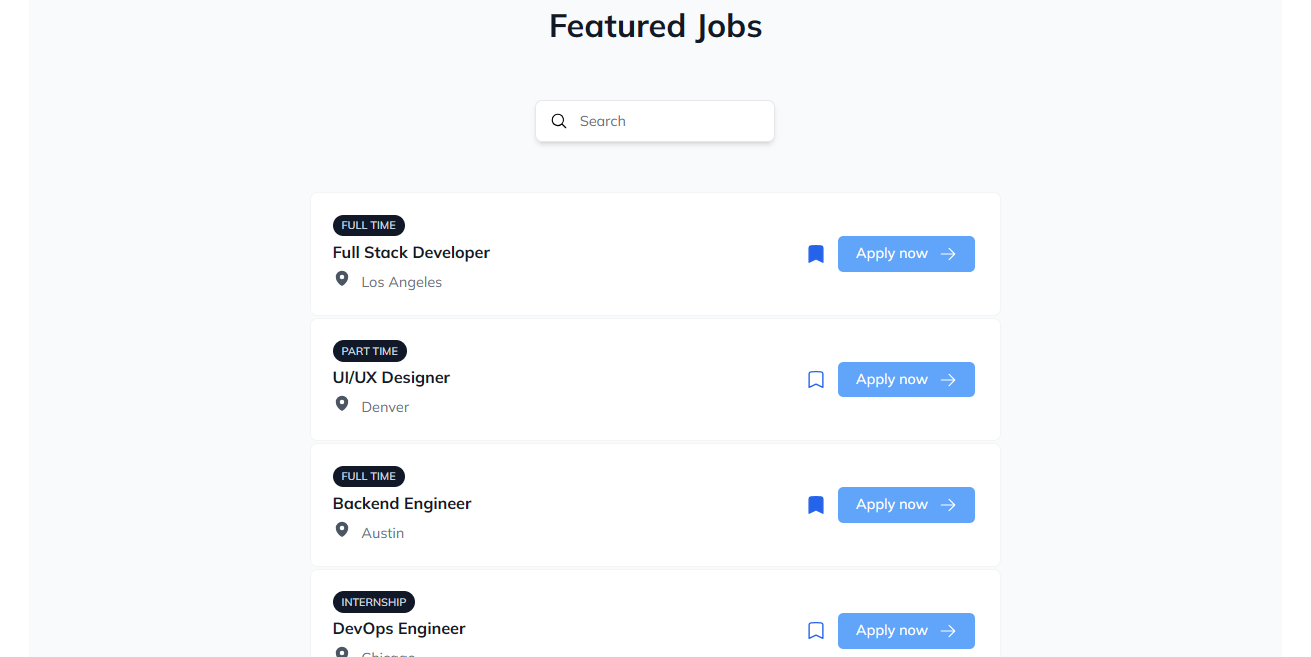 Featured Jobs
Search
FULL TIME
Full Stack Developer
Apply now
Los Angeles
PART TIME
UI/UX Designer
Apply now
Denver
FULL TIME
Backend Engineer
Apply now
Austin
INTERNSHIP
DevOps Engineer
Apply now
Chicago